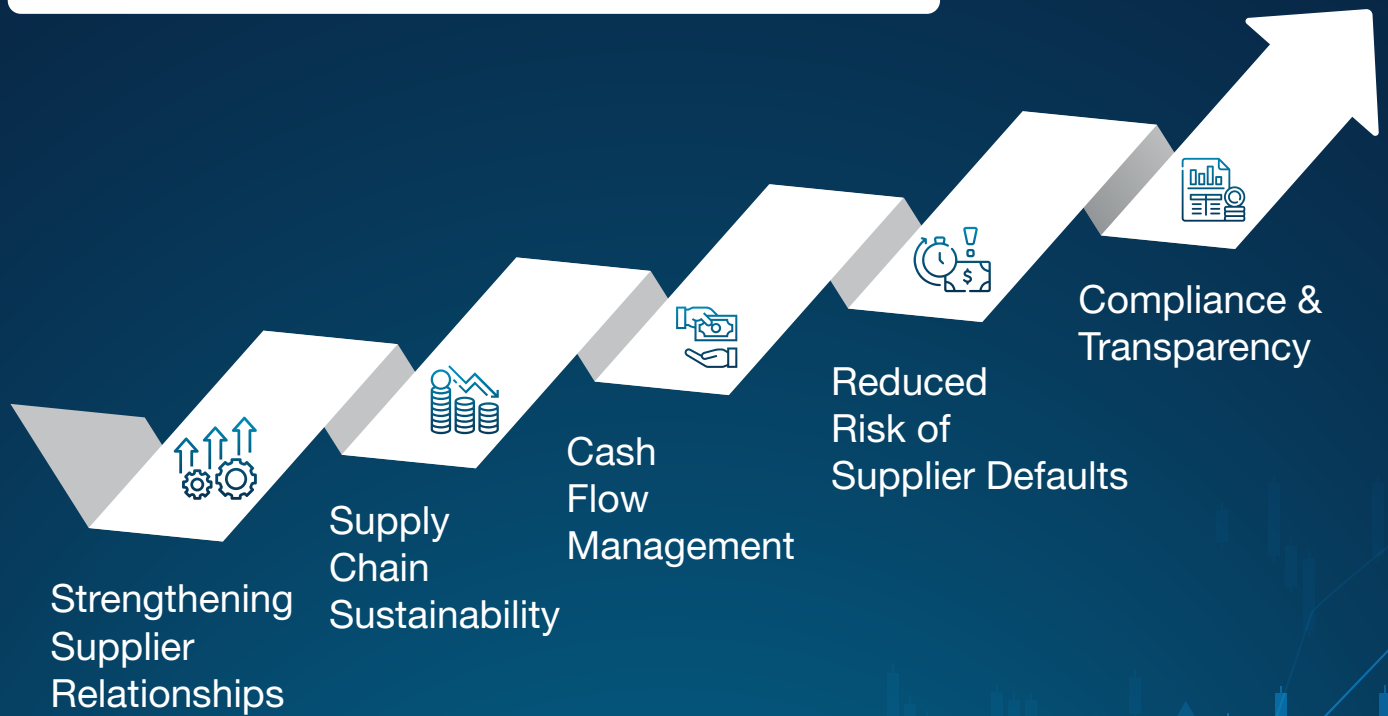 Strengthening
Supplier
Relationships
Supply
Chain
Sustainability
Cash
Flow
Management
Reduced
Risk of
Supplier Defaults
Compliance &
Transparency
$